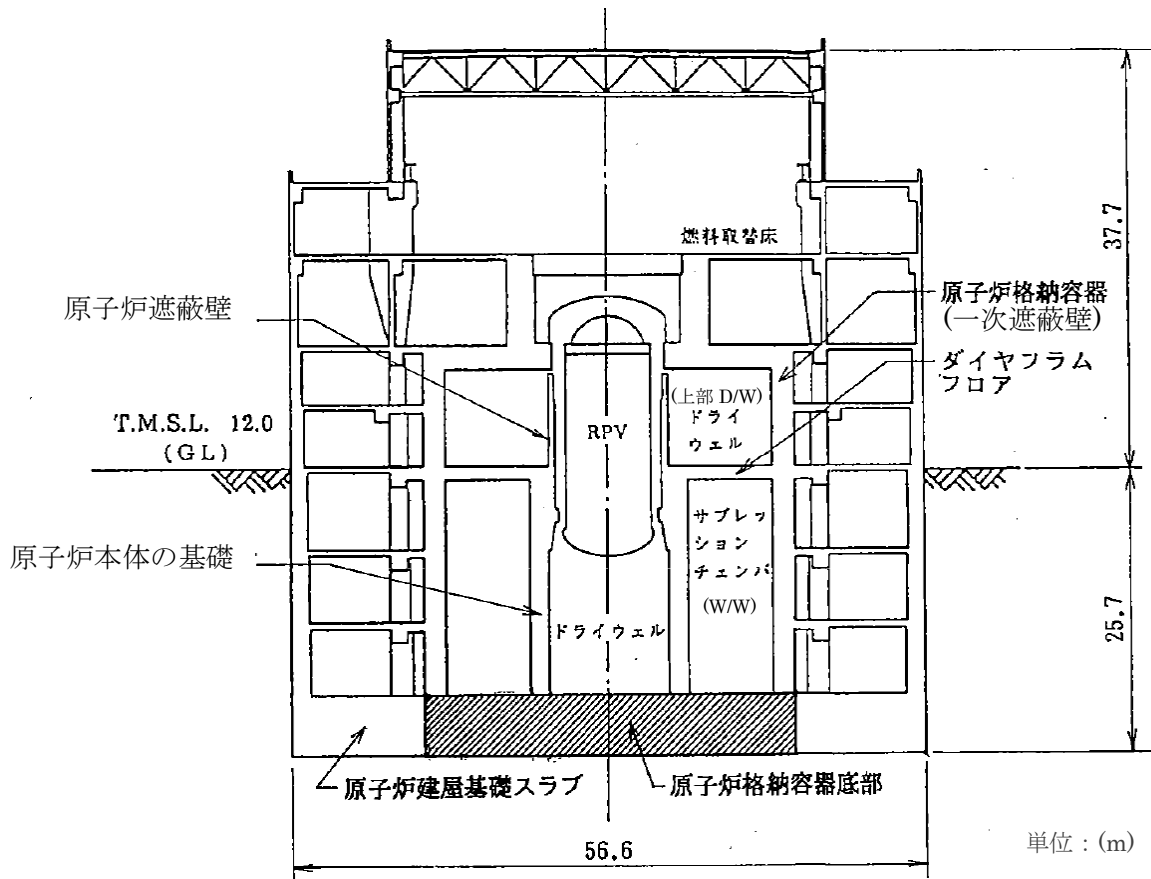 燃料取替床
37.7
原子炉遮蔽壁
原子炉格納容器
(一次遮蔽壁)
ダイヤフラム
フロア
(上部 D/W)
ドライ
ウェル
T.M.S.L. 12.0
(GL)
RPV
サプレッ
ション
チェンバ
(W/W)
原子炉本体の基礎
ドライウェル
25.7
原子炉建屋基礎スラブ
原子炉格納容器底部
56.6
単位：(m)